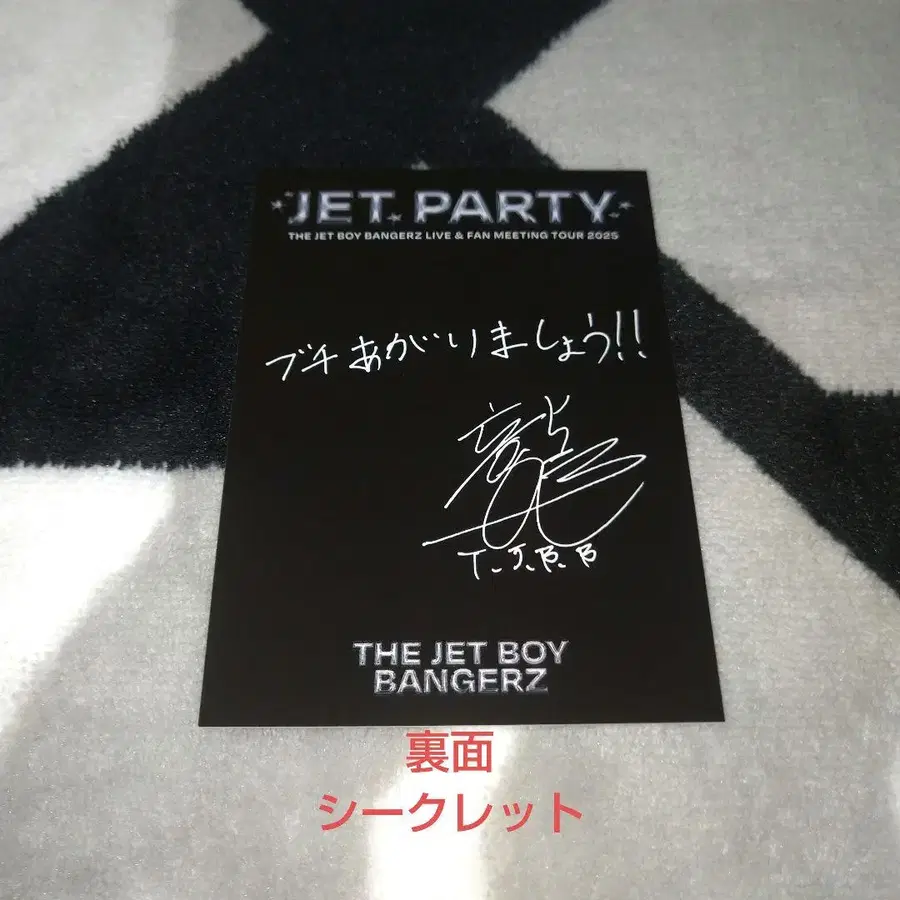 JET PARTY
THE JET BOY BANGERZ LIVE & FAN MEETING TOUR 2025
ブチあがりましょう!!
龍
T.J.B.B
THE JET BOY
BANGERZ
裏面
シークレット